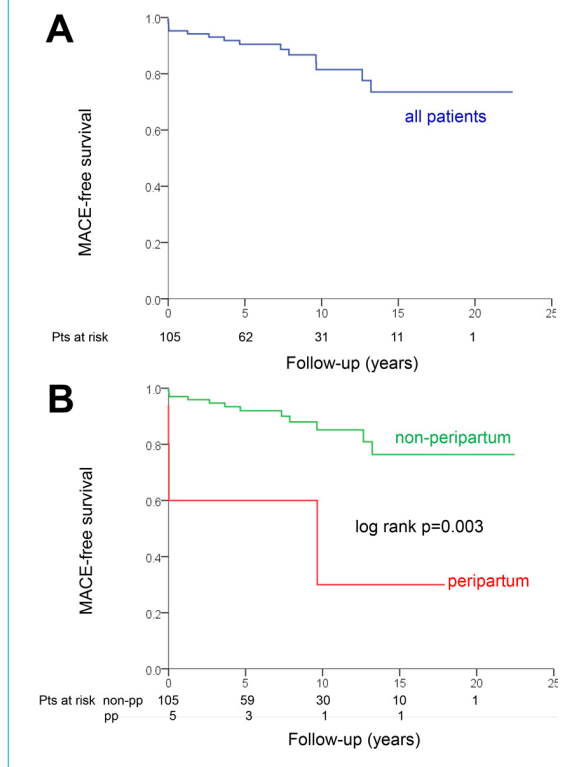 A
1.0
0.8
all patients
0.6
MACE-free survival
0.4
0.2
0.0
0 5 10 15 20 25
Pts at risk 105 62 31 11 1
Follow-up (years)
B
1.0
non-peripartum
0.8
0.6
MACE-free survival
log rank p=0.003
0.4
peripartum
0.2
0.0
0 5 10 15 20 25
Pts at risk non-pp 105 59 30 10 1
pp 5 3 1 1
Follow-up (years)